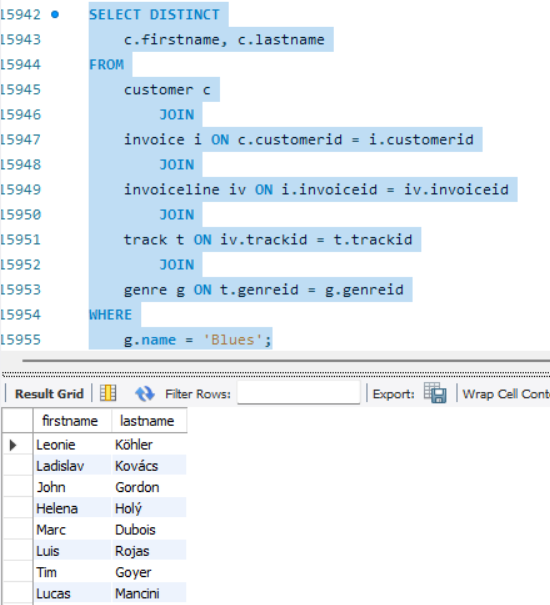 15942 SELECT DISTINCT
15943 c.firstname, c.lastname
15944 FROM
15945 customer c
15946 JOIN
15947 invoice i ON c.customerid = i.customerid
15948 JOIN
15949 invoiceline iv ON i.invoiceid = iv.invoiceid
15950 JOIN
15951 track t ON iv.trackid = t.trackid
15952 JOIN
15953 genre g ON t.genreid = g.genreid
15954 WHERE
15955 g.name = 'Blues';
Result Grid Filter Rows: Export: Wrap Cell Conte
firstname lastname
Leonie Köhler
Ladislav Kovács
John Gordon
Helena Holý
Marc Dubois
Luis Rojas
Tim Goyer
Lucas Mancini